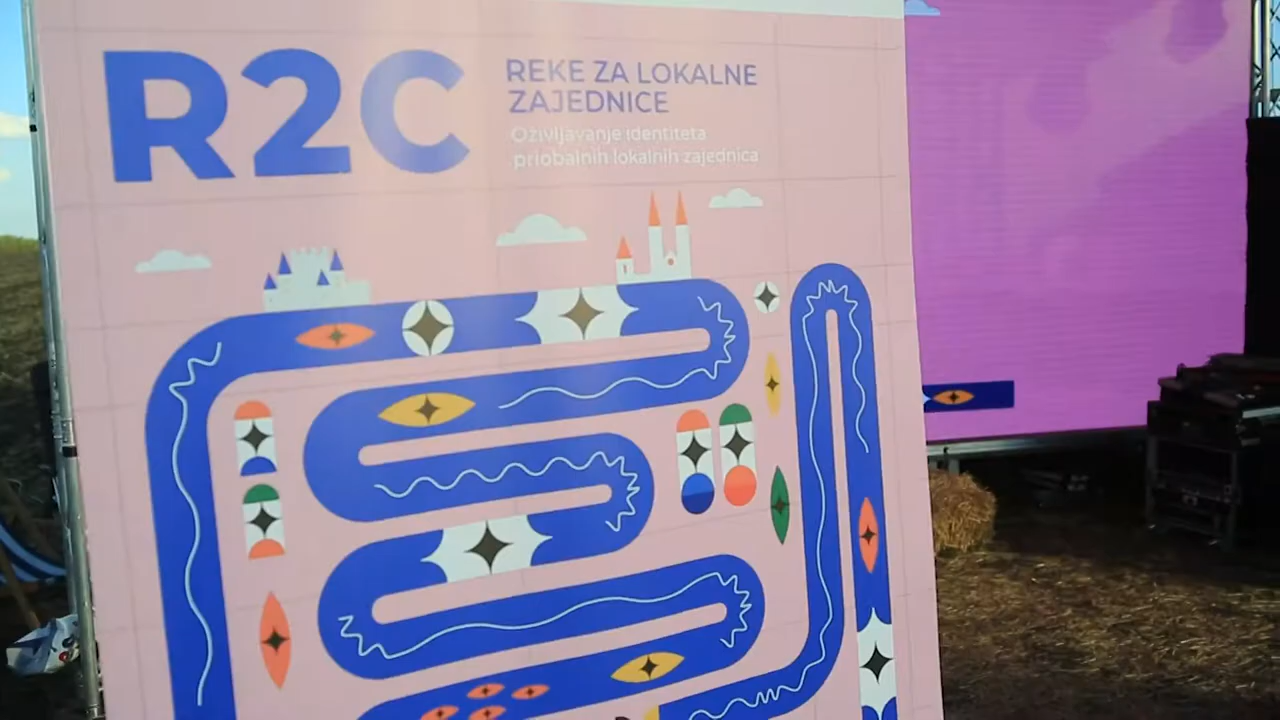 R2C
REKE ZA LOKALNE
ZAJEDNICE
Oživljavanje identiteta
priobalnih lokalnih zajednica